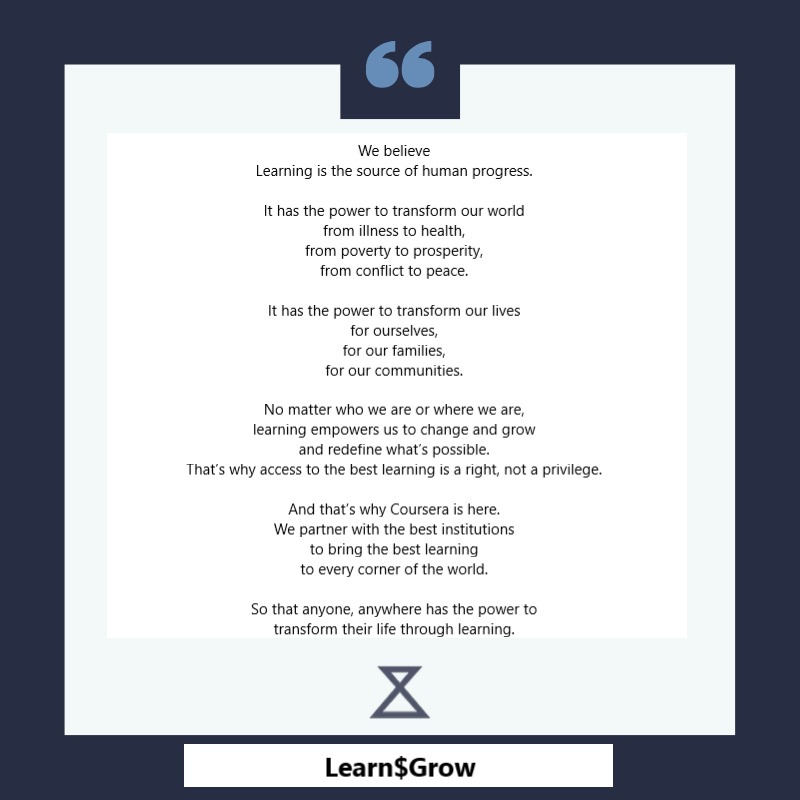 We believe
Learning is the source of human progress.
It has the power to transform our world
from illness to health,
from poverty to prosperity,
from conflict to peace.
It has the power to transform our lives
for ourselves,
for our families,
for our communities.
No matter who we are or where we are,
learning empowers us to change and grow
and redefine what’s possible.
That’s why access to the best learning is a right, not a privilege.
And that’s why Coursera is here.
We partner with the best institutions
to bring the best learning
to every corner of the world.
So that anyone, anywhere has the power to
transform their life through learning.
Learn$Grow